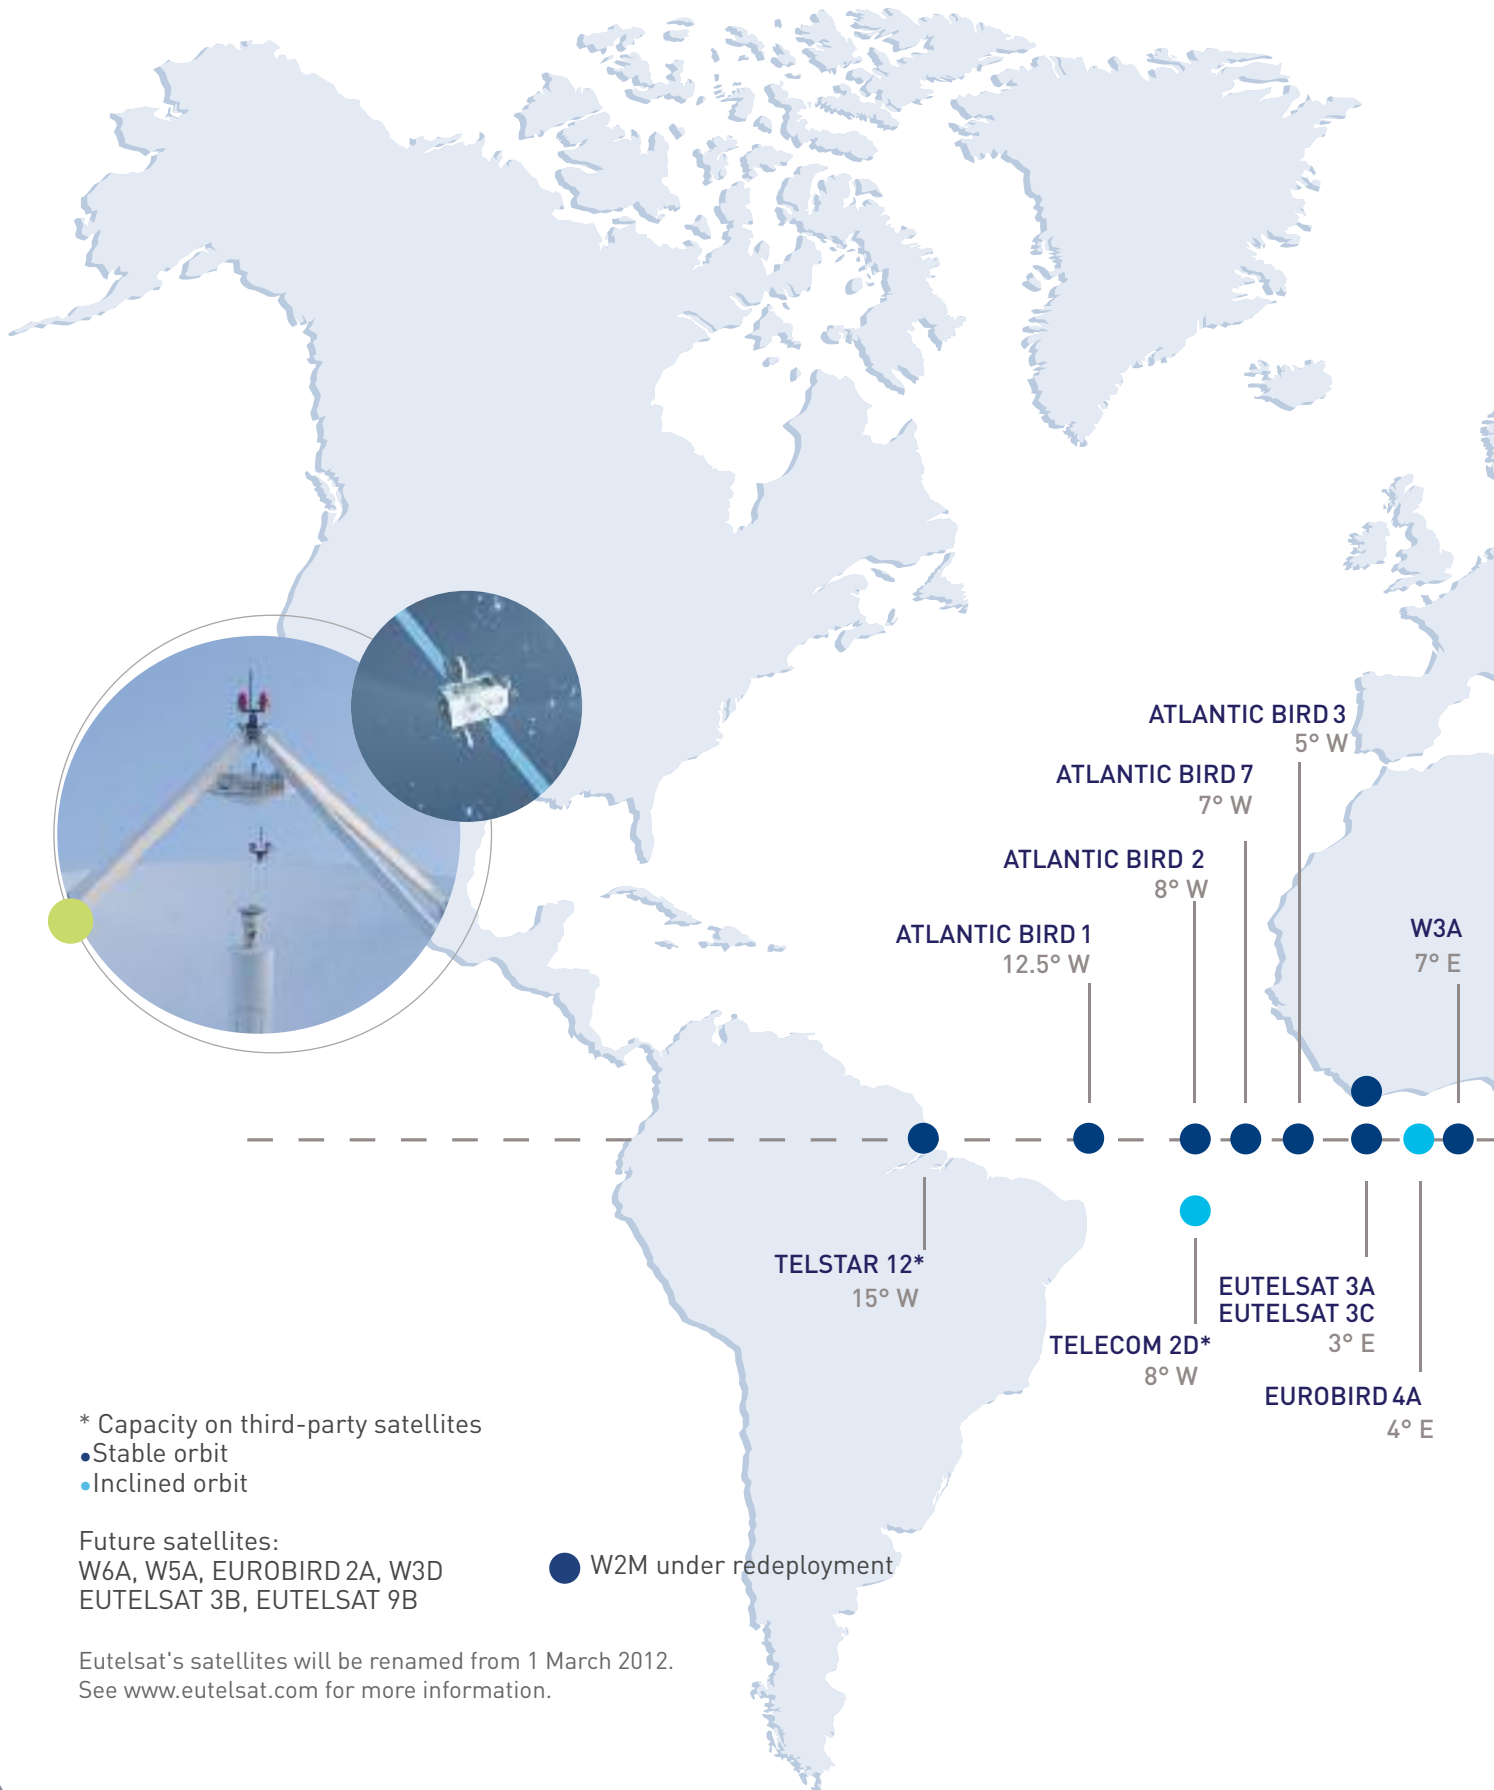 ATLANTIC BIRD 3
5° W
ATLANTIC BIRD 7
7° W
ATLANTIC BIRD 2
8° W
ATLANTIC BIRD 1
12.5° W
W3A
7° E
TELSTAR 12*
15° W
EUTELSAT 3A
EUTELSAT 3C
3° E
TELECOM 2D*
8° W
EUROBIRD 4A
4° E
* Capacity on third-party satellites
•Stable orbit
•Inclined orbit
Future satellites:
W6A, W5A, EUROBIRD 2A, W3D
EUTELSAT 3B, EUTELSAT 9B
W2M under redeployment
Eutelsat's satellites will be renamed from 1 March 2012.
See www.eutelsat.com for more information.